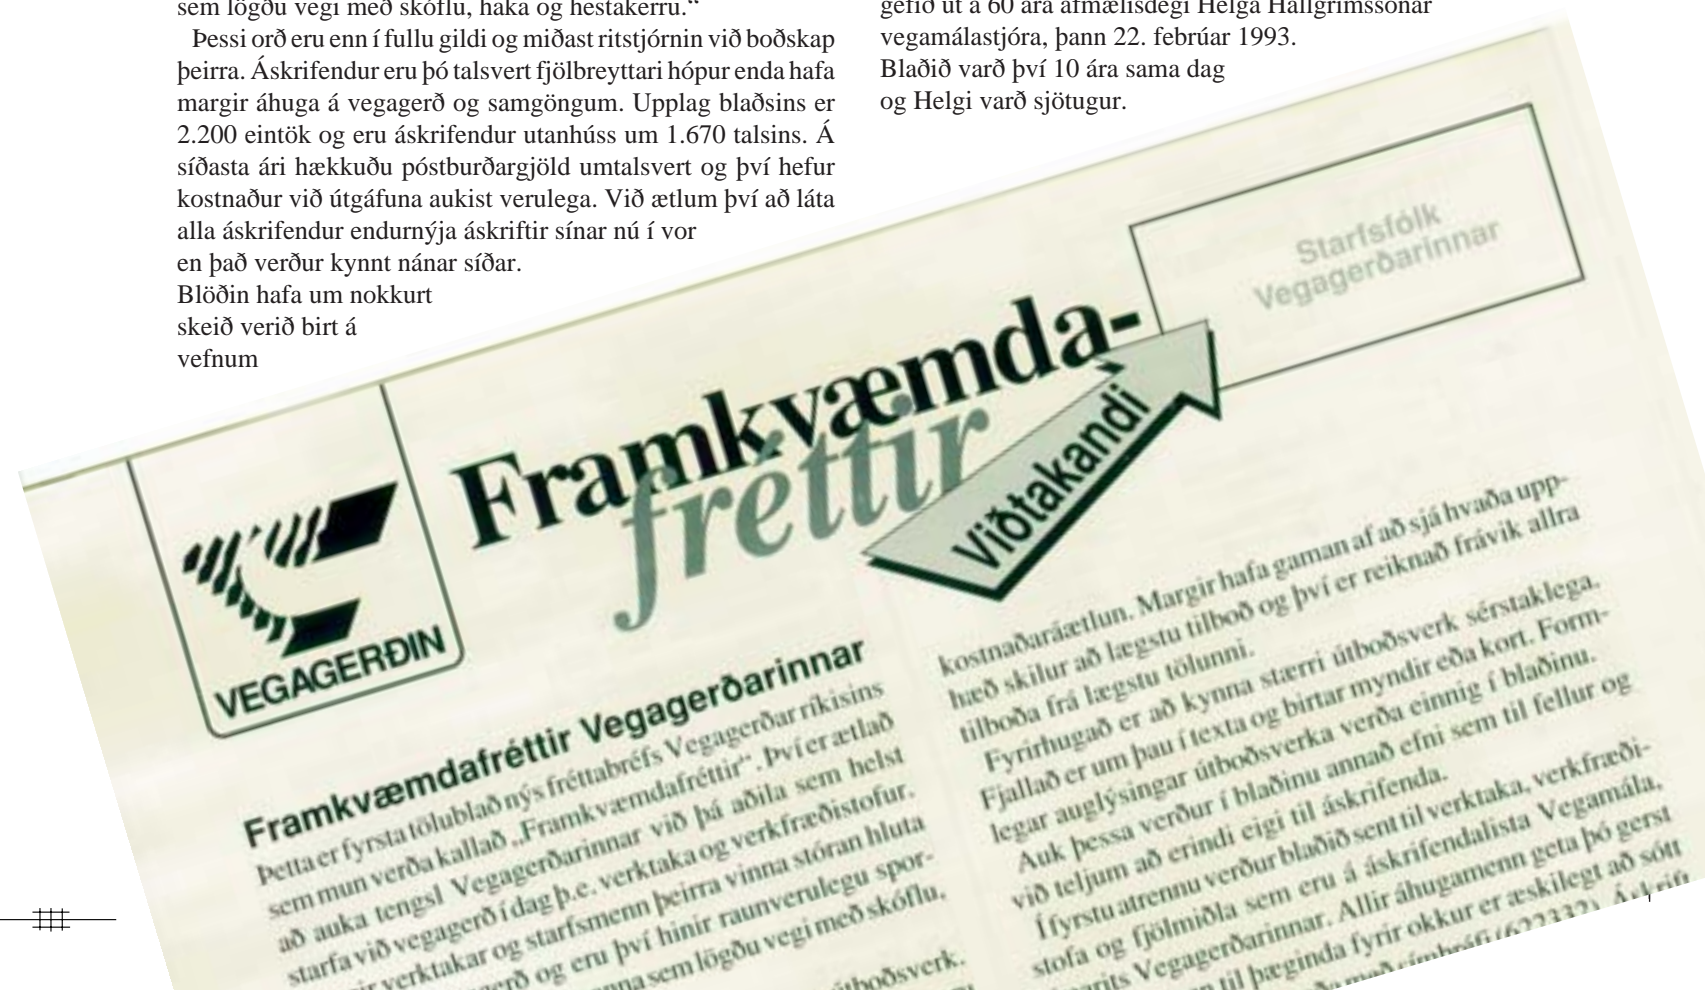 sem lögðu vegi með skóflu, haka og hestakerru.“
Þessi orð eru enn í fullu gildi og miðast ritstjórnin við boðskap
þeirra. Áskrifendur eru þó talsvert fjölbreyttari hópur enda hafa
margir áhuga á vegagerð og samgöngum. Upplag blaðsins er
2.200 eintök og eru áskrifendur utanhúss um 1.670 talsins. Á
síðasta ári hækkuðu póstburðargjöld umtalsvert og því hefur
kostnaður við útgáfuna aukist verulega. Við ætlum því að láta
alla áskrifendur endurnýja áskriftir sínar nú í vor
en það verður kynnt nánar síðar.
Blöðin hafa um nokkurt
skeið verið birt á
vefnum
gefið út á 60 ára afmælisdegi Helga Hallgrímssonar
vegamálastjóra, þann 22. febrúar 1993.
Blaðið varð því 10 ára sama dag
og Helgi varð sjötugur.
Starfsfólk
Vegagerðarinnar
Framkvæmda-
fréttir
Viðtakandi
VEGAGERÐIN
Framkvæmdafréttir Vegagerðarinnar
Þetta er fyrsta tölublað nýs fréttabréfs Vegagerðar ríkisins
sem mun verða kallað „Framkvæmdafréttir“. Því er ætlað
að auka tengsl Vegagerðarinnar við þá aðila sem helst
starfa við vegagerð í dag þ.e. verktaka og verkfræðistofur.
verktakar og starfsmenn þeirra vinna stóran hluta
og eru því hinir raunverulegu spor-
sem lögðu vegi með skóflu,
útboðsverk.
kostnaðaráætlun. Margir hafa gaman af að sjá hvaða upp-
hæð skilur að lægstu tilboð og því er reiknað frávik allra
tilboða frá lægstu tölunni.
Fyrirhugað er að kynna stærri útboðsverk sérstaklega.
Fjallað er um þau í texta og birtar myndir eða kort. Form-
legar auglýsingar útboðsverka verða einnig í blaðinu.
Auk þessa verður í blaðinu annað efni sem til fellur og
við teljum að erindi eigi til áskrifenda.
Í fyrstu atrennu verður blaðið sent til verktaka, verkfræði-
stofa og fjölmiðla sem eru á áskrifendalista Vegamála,
Vegagerðarinnar. Allir áhugamenn geta þó gerst
til þæginda fyrir okkur er æskilegt að sótt